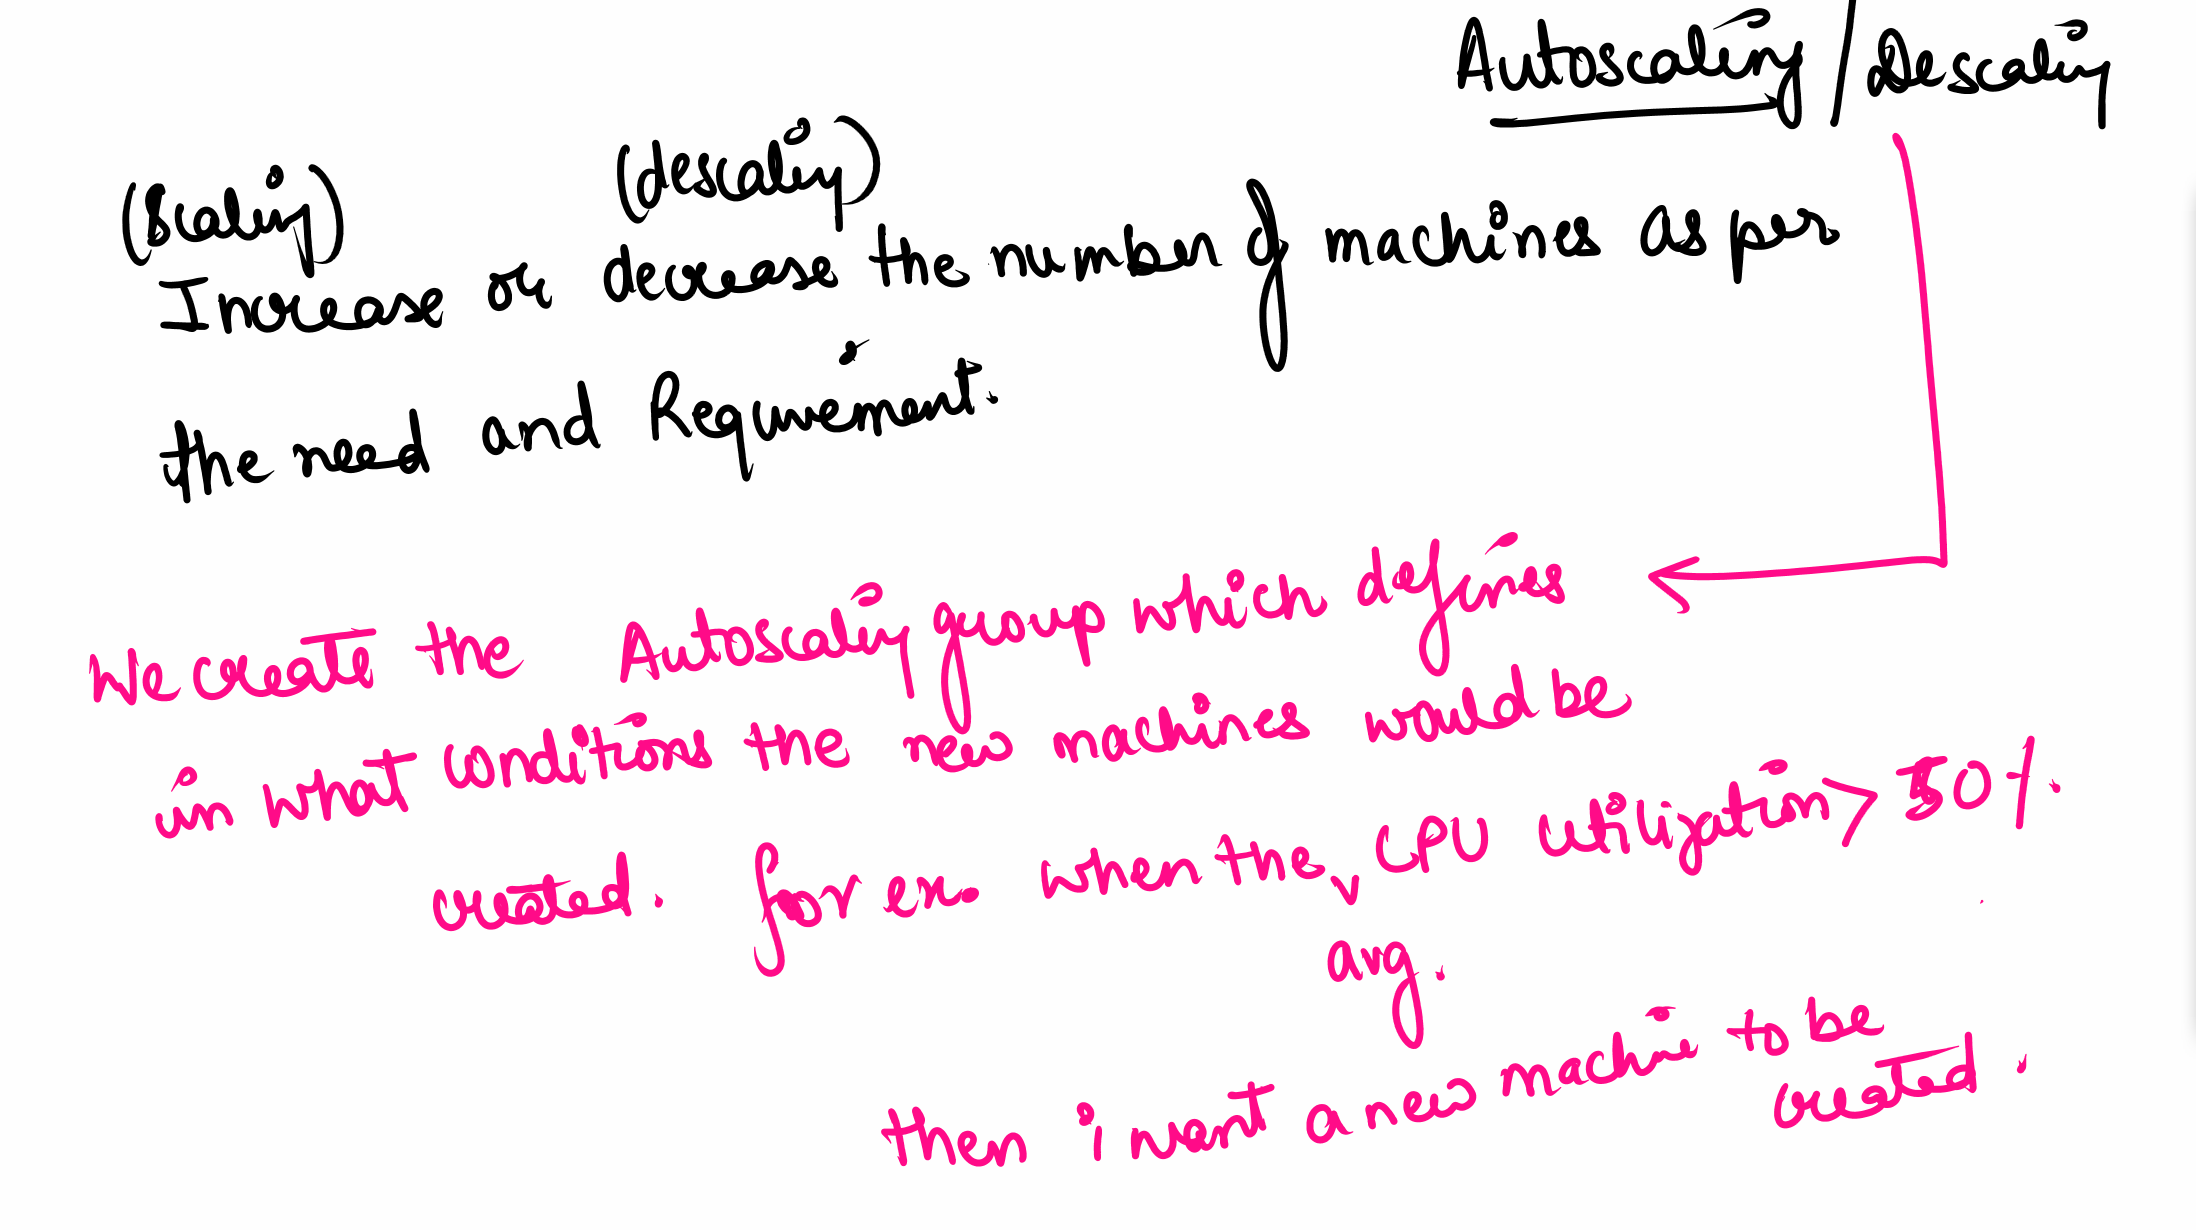 Autoscaling / Descaling
(Scaling) (descaling)
Increase or decrease the number of machines as per
the need and Requirement.
We create the Autoscaling group which defines
in what conditions the new machines would be
created. for ex. when the avg. CPU utilization > 50%.
then i want a new machine to be
created.